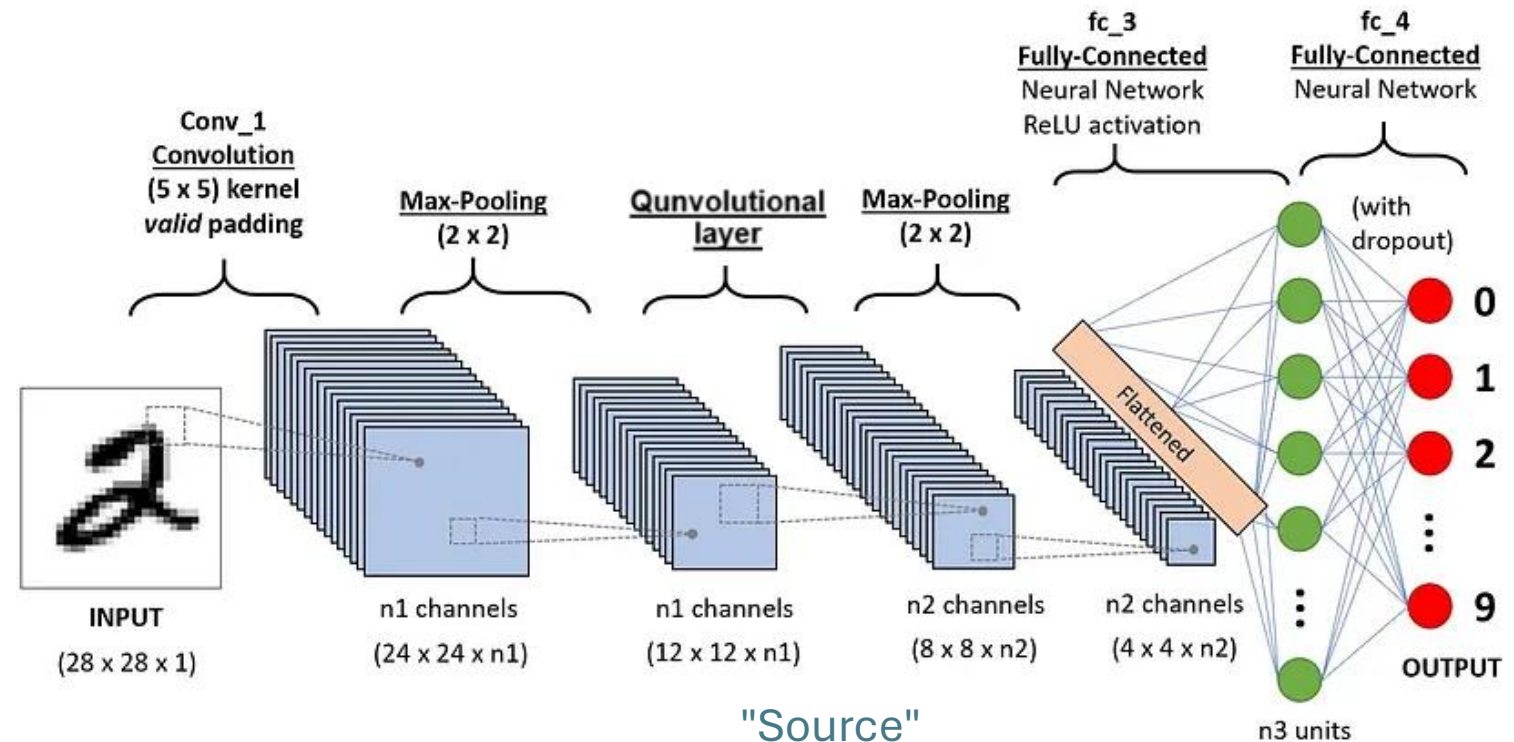 Conv_1
Convolution
(5 x 5) kernel
valid padding
Max-Pooling
(2 x 2)
Qunvolutional
layer
Max-Pooling
(2 x 2)
fc_3
Fully-Connected
Neural Network
ReLU activation
fc_4
Fully-Connected
Neural Network
(with
dropout)
Flattened
0
1
2
9
INPUT
(28 x 28 x 1)
n1 channels
(24 x 24 x n1)
n1 channels
(12 x 12 x n1)
n2 channels
(8 x 8 x n2)
n2 channels
(4 x 4 x n2)
OUTPUT
n3 units
"Source"